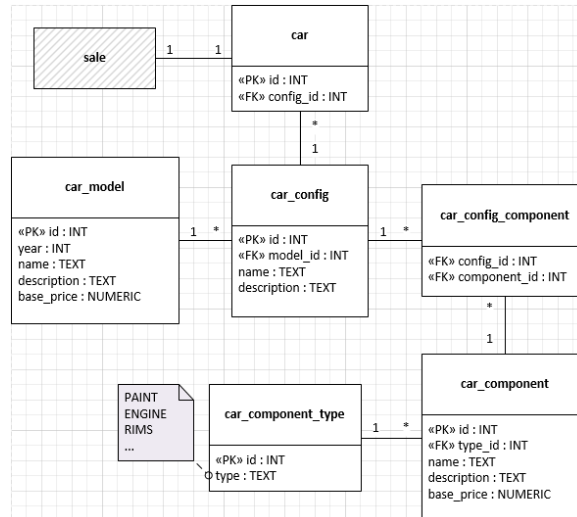 car
sale
1
1
«PK» id : INT
«FK» config_id : INT
*
1
car_model
«PK» id : INT
year : INT
name : TEXT
description : TEXT
base_price : NUMERIC
1
*
car_config
«PK» id : INT
«FK» model_id : INT
name : TEXT
description : TEXT
1
*
car_config_component
«FK» config_id : INT
«FK» component_id : INT
*
1
PAINT
ENGINE
RIMS
...
car_component_type
«PK» id : INT
type : TEXT
1
*
car_component
«PK» id : INT
«FK» type_id : INT
name : TEXT
description : TEXT
base_price : NUMERIC